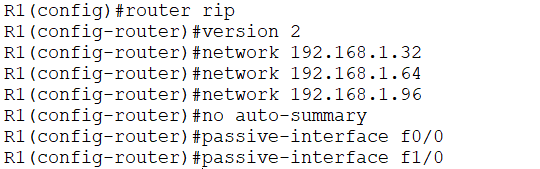 R1(config)#router rip
R1(config-router)#version 2
R1(config-router)#network 192.168.1.32
R1(config-router)#network 192.168.1.64
R1(config-router)#network 192.168.1.96
R1(config-router)#no auto-summary
R1(config-router)#passive-interface f0/0
R1(config-router)#passive-interface f1/0